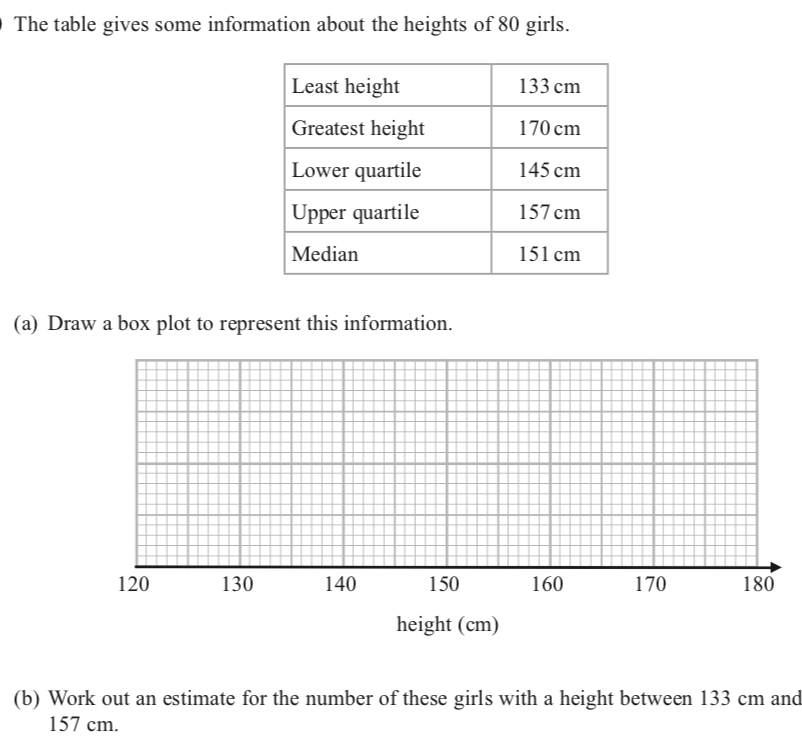 The table gives some information about the heights of 80 girls.
Least height 133 cm
Greatest height 170 cm
Lower quartile 145 cm
Upper quartile 157 cm
Median 151 cm
(a) Draw a box plot to represent this information.
120 130 140 150 160 170 180
height (cm)
(b) Work out an estimate for the number of these girls with a height between 133 cm and
157 cm.